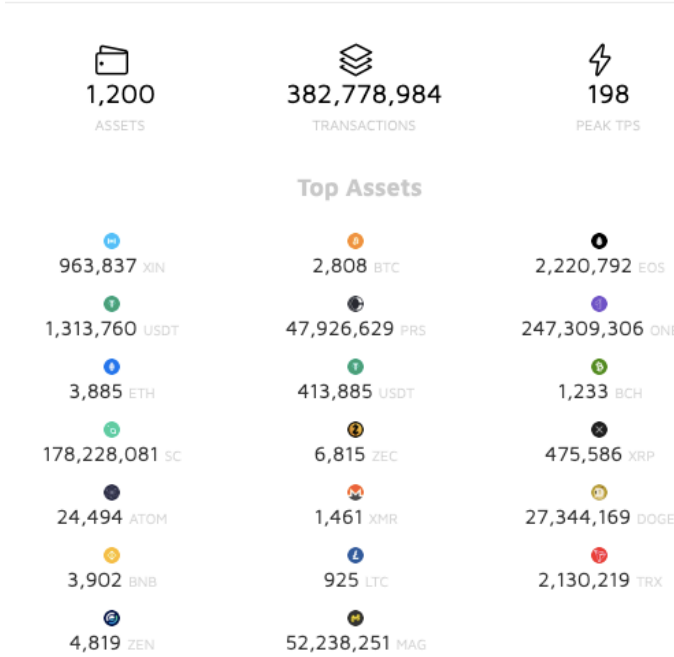 1,200 382,778,984 198
ASSETS TRANSACTIONS PEAK TPS
Top Assets
963,837 XIN 2,808 BTC 2,220,792 EOS
1,313,760 USDT 47,926,629 PRS 247,309,306 ONE
3,885 ETH 413,885 USDT 1,233 BCH
178,228,081 SC 6,815 ZEC 475,586 XRP
24,494 ATOM 1,461 XMR 27,344,169 DOGE
3,902 BNB 925 LTC 2,130,219 TRX
4,819 ZEN 52,238,251 MAG